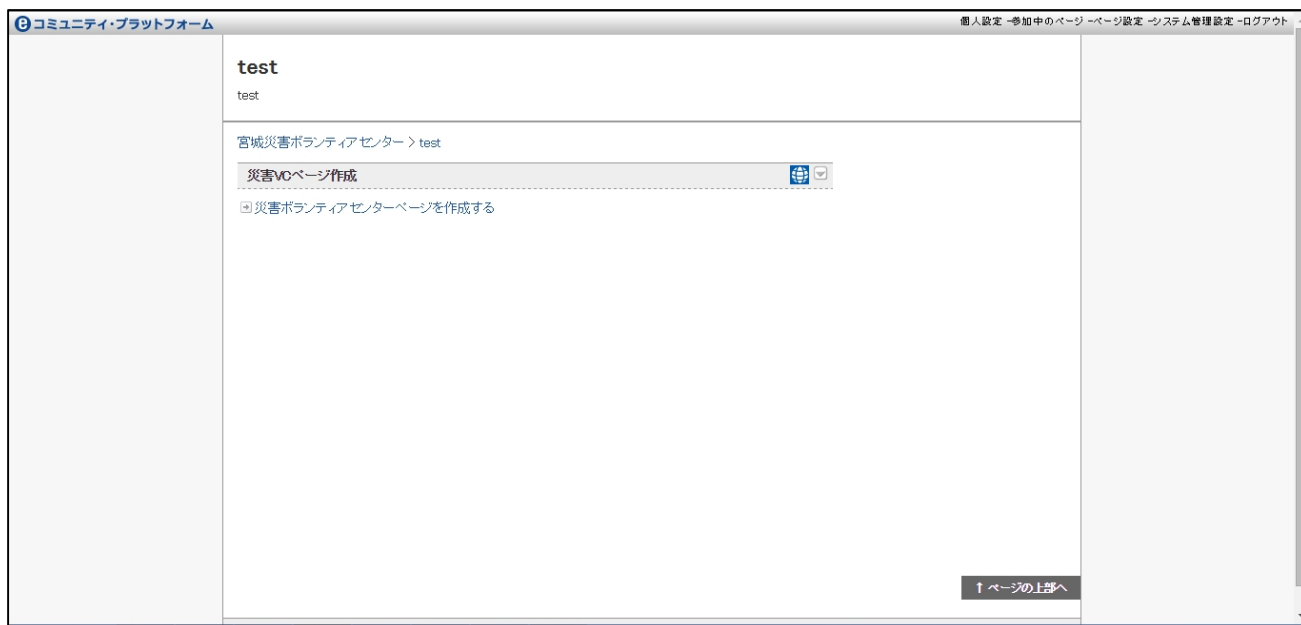 eコミュニティ・プラットフォーム
個人設定 -参加中のページ -ページ設定 -システム管理設定 -ログアウト
test
test
宮城災害ボランティアセンター > test
災害VCページ作成
災害ボランティアセンターページを作成する
↑ ページの上部へ